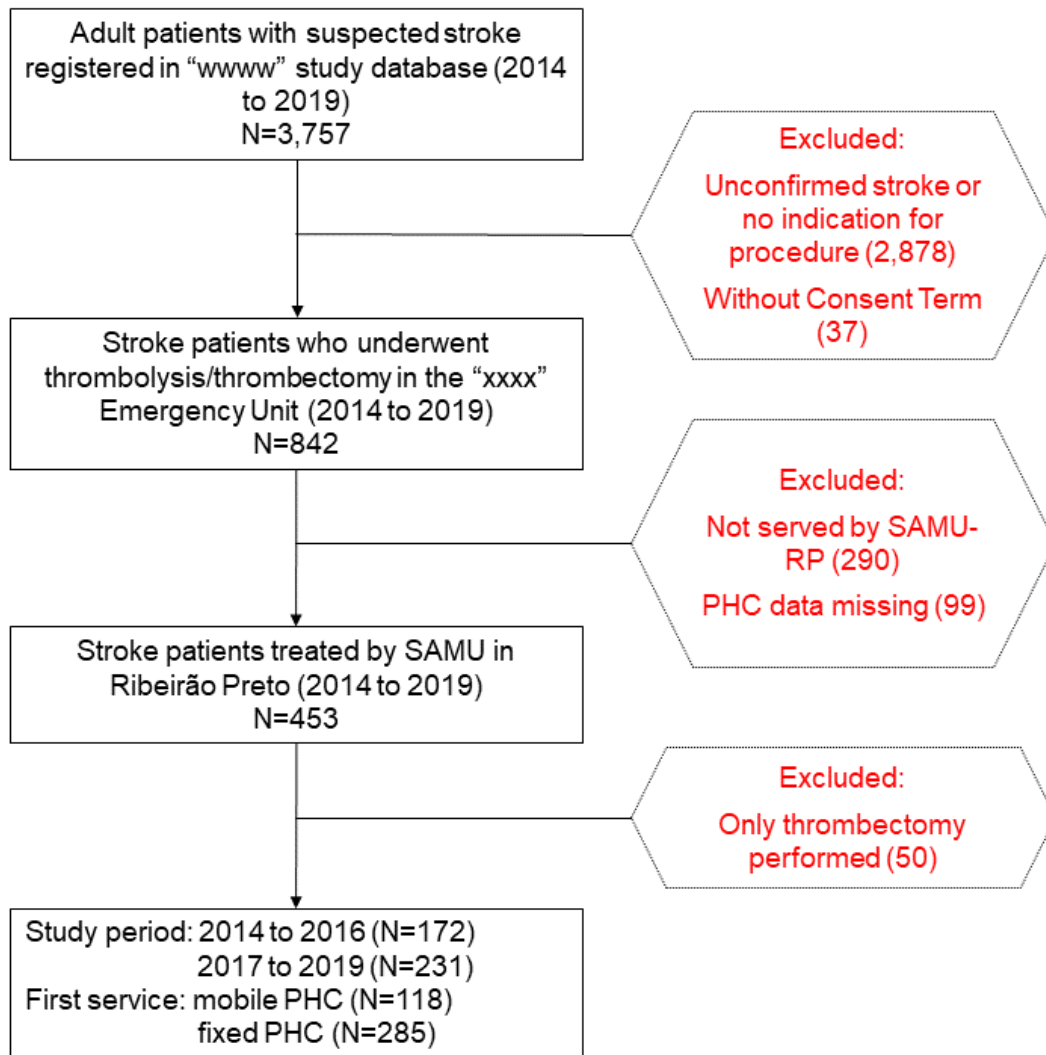 Adult patients with suspected stroke
registered in “wwww” study database (2014
to 2019)
N=3,757
Excluded:
Unconfirmed stroke or
no indication for
procedure (2,878)
Without Consent Term
(37)
Stroke patients who underwent
thrombolysis/thrombectomy in the “xxxx”
Emergency Unit (2014 to 2019)
N=842
Excluded:
Not served by SAMU-
RP (290)
PHC data missing (99)
Stroke patients treated by SAMU in
Ribeirão Preto (2014 to 2019)
N=453
Excluded:
Only thrombectomy
performed (50)
Study period: 2014 to 2016 (N=172)
2017 to 2019 (N=231)
First service: mobile PHC (N=118)
fixed PHC (N=285)